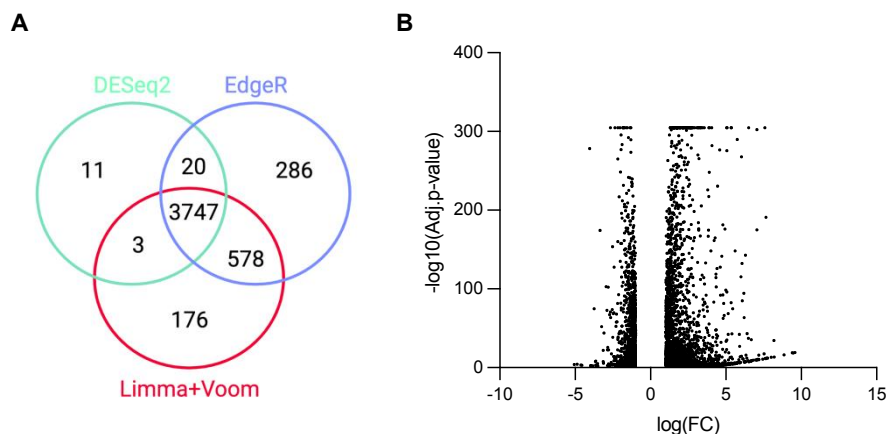 A
DESeq2 EdgeR
11 20 286
3747
3 578
176
Limma+Voom
B
400
300
200
100
0
-log10(Adj.p-value)
-10 -5 0 5 10 15
log(FC)